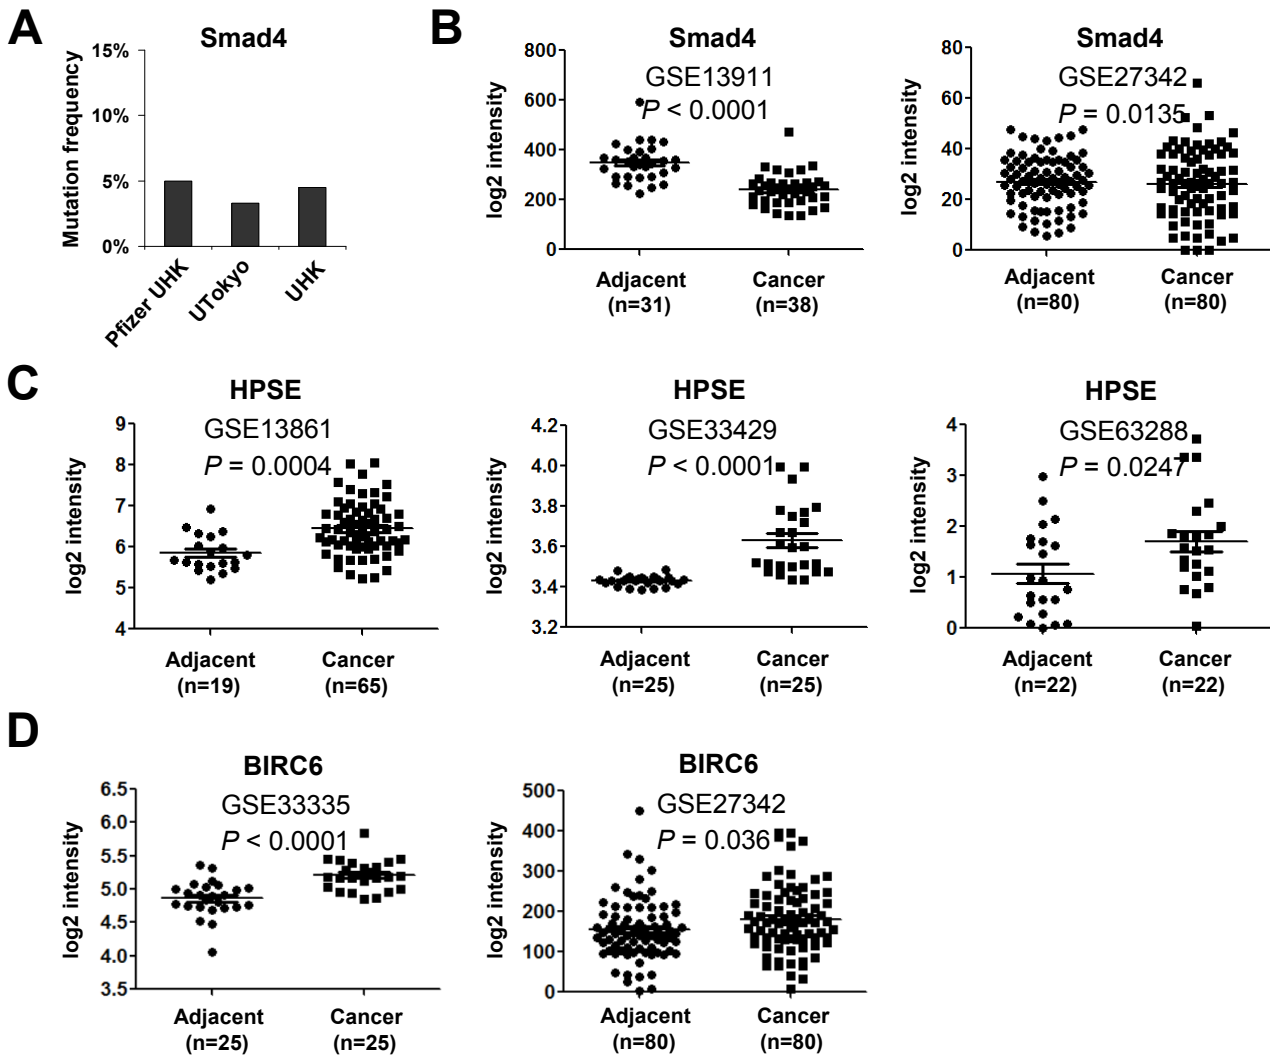 A
Smad4
Mutation frequency
15%
10%
5%
0%
Pfizer UHK
UTokyo
UHK
B
Smad4
GSE13911
P < 0.0001
log2 intensity
800
600
400
200
0
Adjacent
(n=31)
Cancer
(n=38)
Smad4
GSE27342
P = 0.0135
log2 intensity
80
60
40
20
0
Adjacent
(n=80)
Cancer
(n=80)
C
HPSE
GSE13861
P = 0.0004
log2 intensity
9
8
7
6
5
4
Adjacent
(n=19)
Cancer
(n=65)
HPSE
GSE33429
P < 0.0001
log2 intensity
4.2
4.0
3.8
3.6
3.4
3.2
Adjacent
(n=25)
Cancer
(n=25)
HPSE
GSE63288
P = 0.0247
log2 intensity
4
3
2
1
0
Adjacent
(n=22)
Cancer
(n=22)
D
BIRC6
GSE33335
P < 0.0001
log2 intensity
6.5
6.0
5.5
5.0
4.5
4.0
3.5
Adjacent
(n=25)
Cancer
(n=25)
BIRC6
GSE27342
P = 0.036
log2 intensity
500
400
300
200
100
0
Adjacent
(n=80)
Cancer
(n=80)